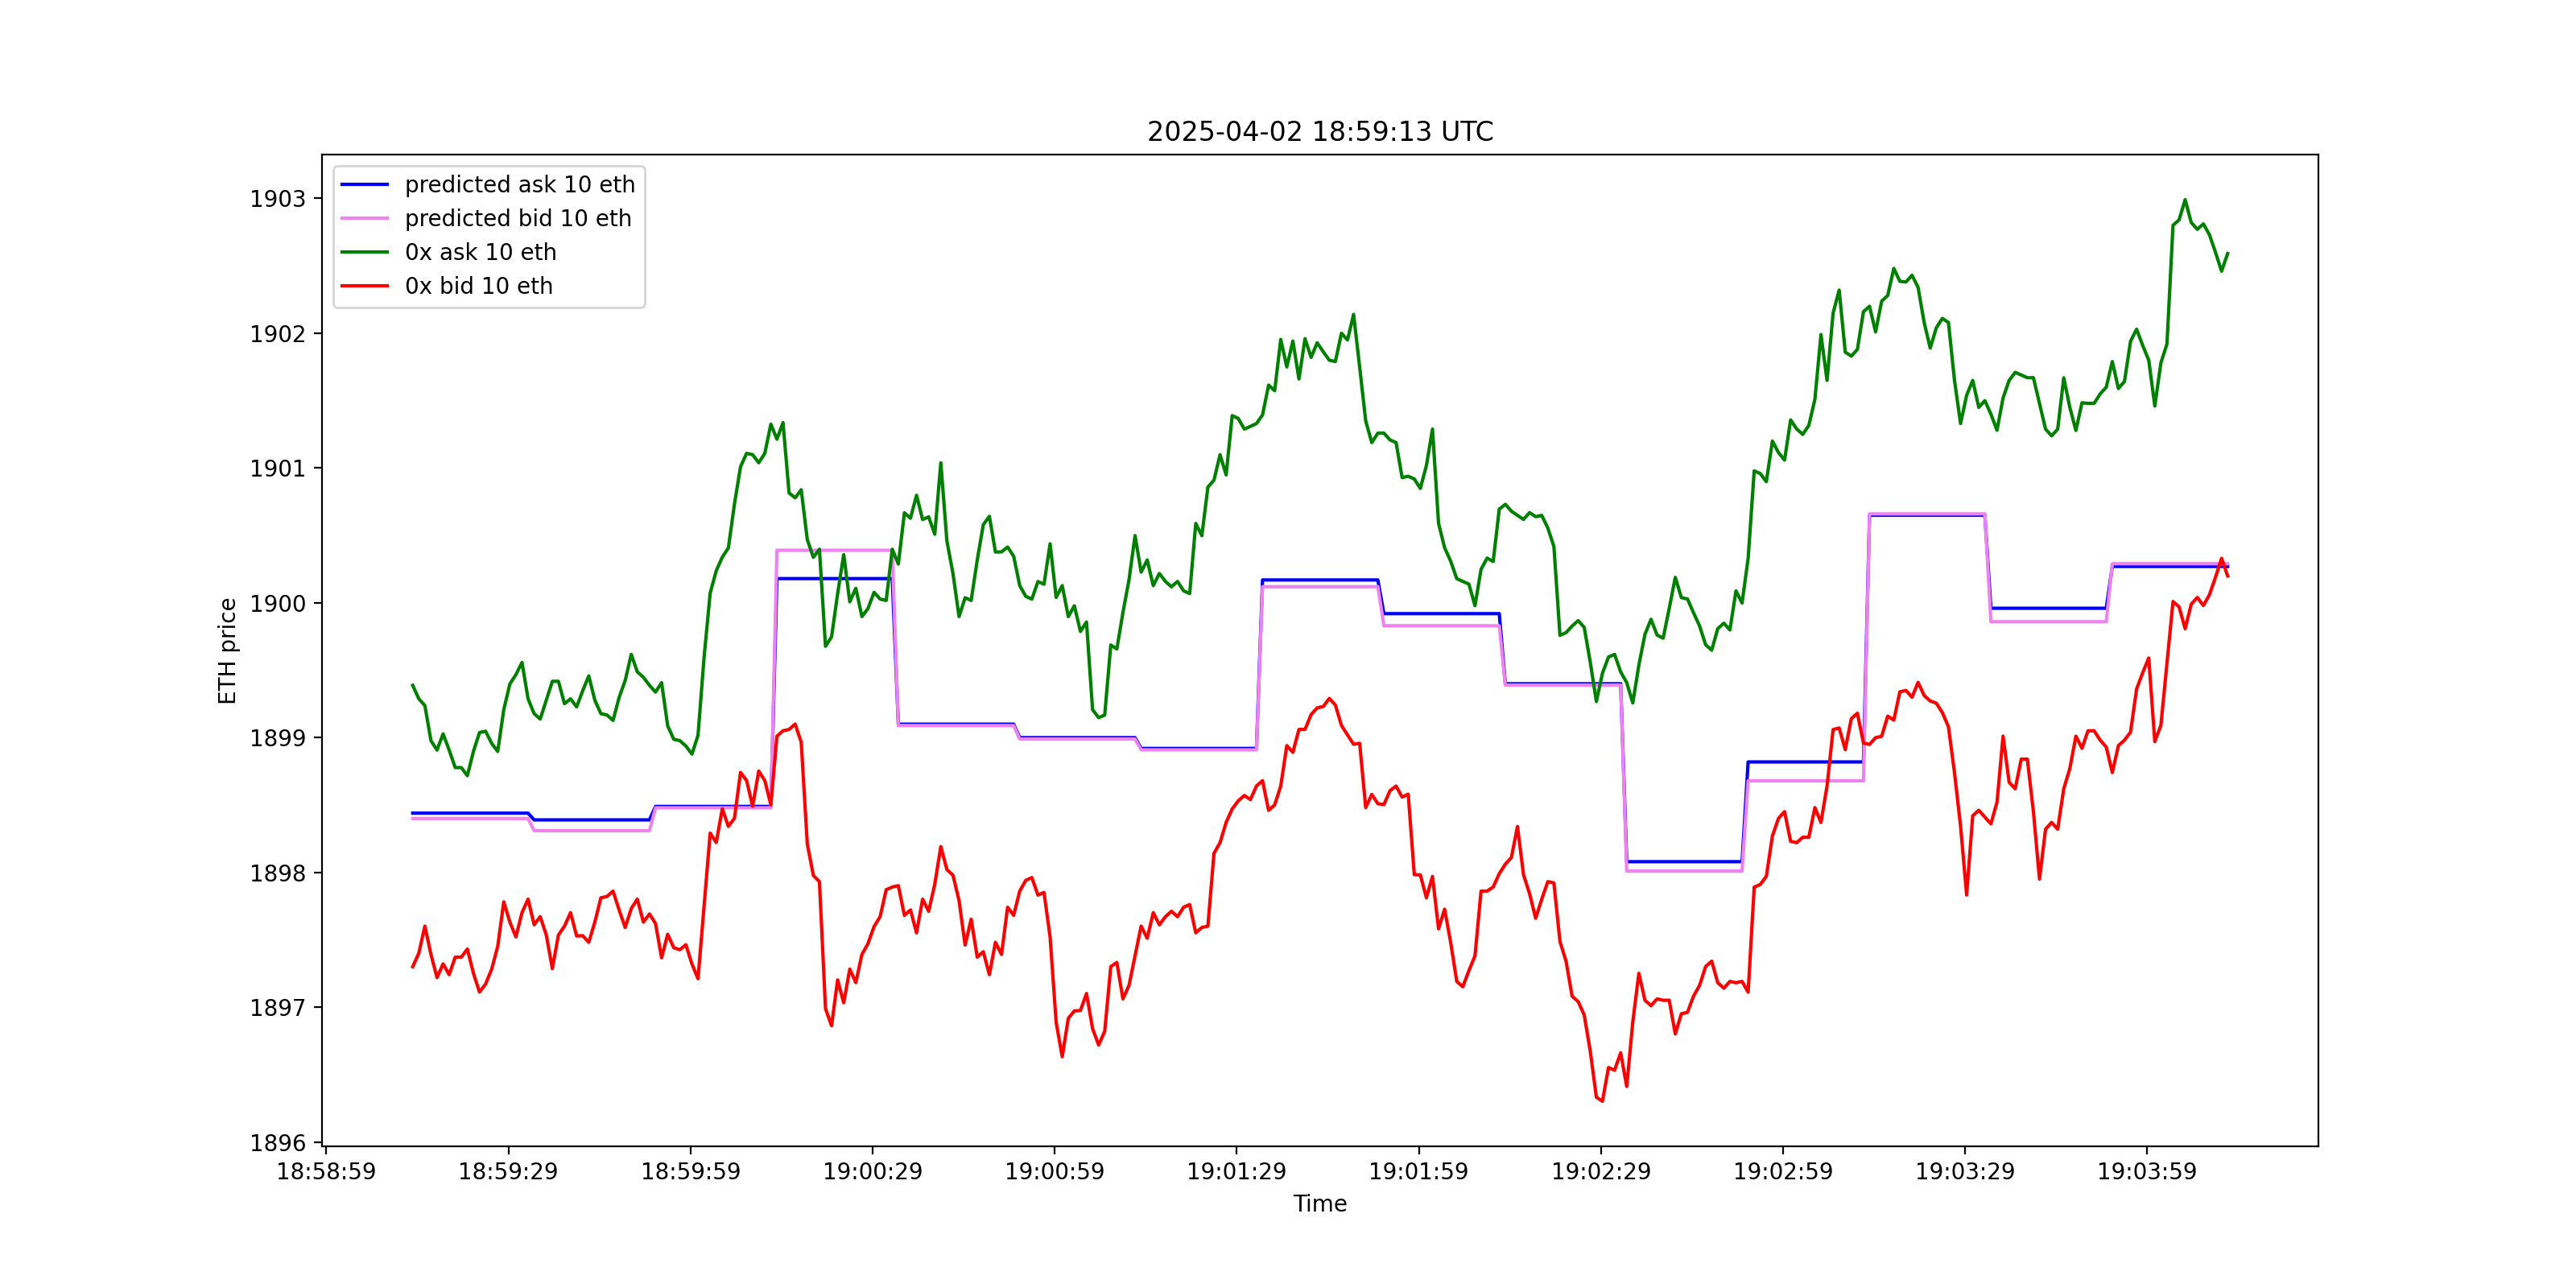 2025-04-02 18:59:13 UTC
predicted ask 10 eth
predicted bid 10 eth
0x ask 10 eth
0x bid 10 eth
ETH price
1903
1902
1901
1900
1899
1898
1897
1896
18:58:59 18:59:29 18:59:59 19:00:29 19:00:59 19:01:29 19:01:59 19:02:29 19:02:59 19:03:29 19:03:59
Time